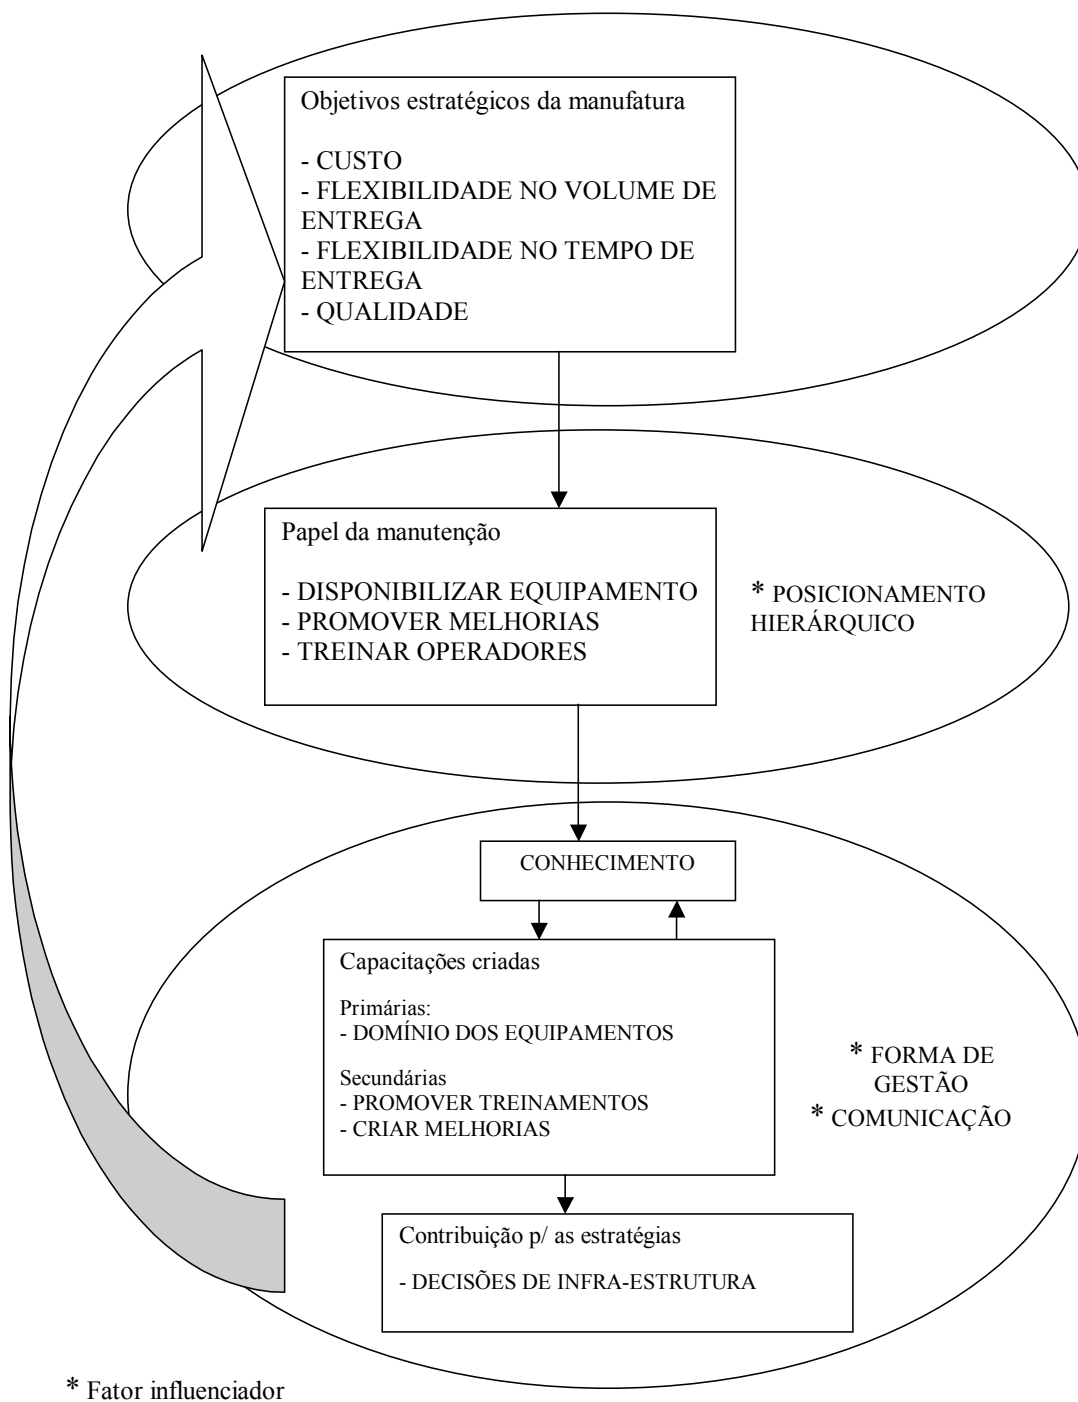 Objetivos estratégicos da manufatura
- CUSTO
- FLEXIBILIDADE NO VOLUME DE
ENTREGA
- FLEXIBILIDADE NO TEMPO DE
ENTREGA
- QUALIDADE
Papel da manutenção
- DISPONIBILIZAR EQUIPAMENTO
- PROMOVER MELHORIAS
- TREINAR OPERADORES
* POSICIONAMENTO
HIERÁRQUICO
CONHECIMENTO
Capacitações criadas
Primárias:
- DOMÍNIO DOS EQUIPAMENTOS
Secundárias
- PROMOVER TREINAMENTOS
- CRIAR MELHORIAS
* FORMA DE
GESTÃO
* COMUNICAÇÃO
Contribuição p/ as estratégias
- DECISÕES DE INFRA-ESTRUTURA
* Fator influenciador